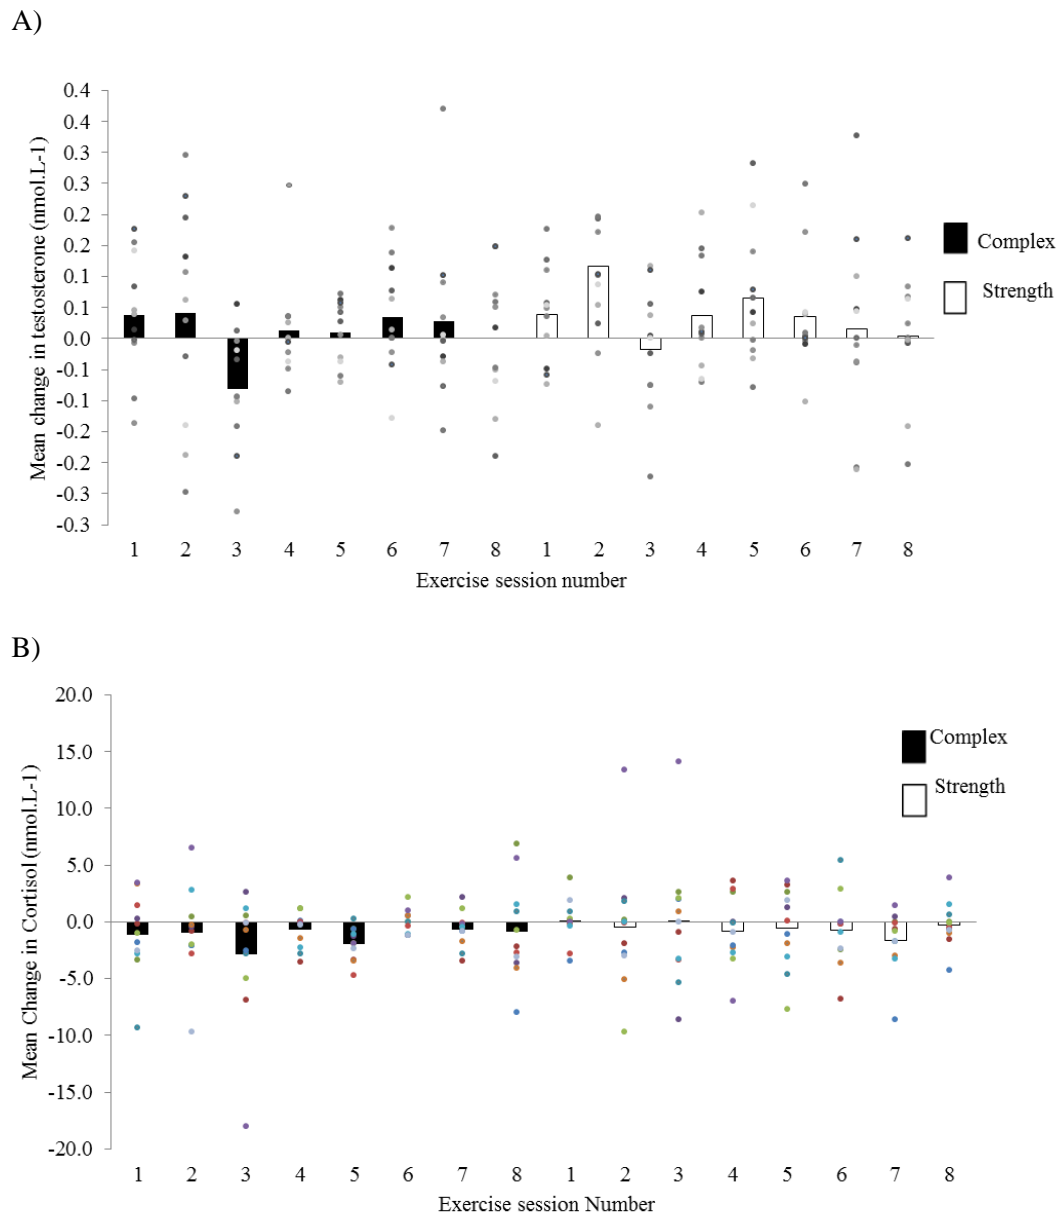 A)
0.4
0.4
0.3
0.3
0.2
0.2
0.1
0.1
0.0
-0.1
-0.1
-0.2
-0.2
-0.3
-0.3
Mean change in testosterone (nmol.L-1)
1 2 3 4 5 6 7 8 1 2 3 4 5 6 7 8
Exercise session number
Complex
Strength
B)
20.0
15.0
10.0
5.0
0.0
-5.0
-10.0
-15.0
-20.0
Mean Change in Cortisol (nmol.L-1)
1 2 3 4 5 6 7 8 1 2 3 4 5 6 7 8
Exercise session Number
Complex
Strength